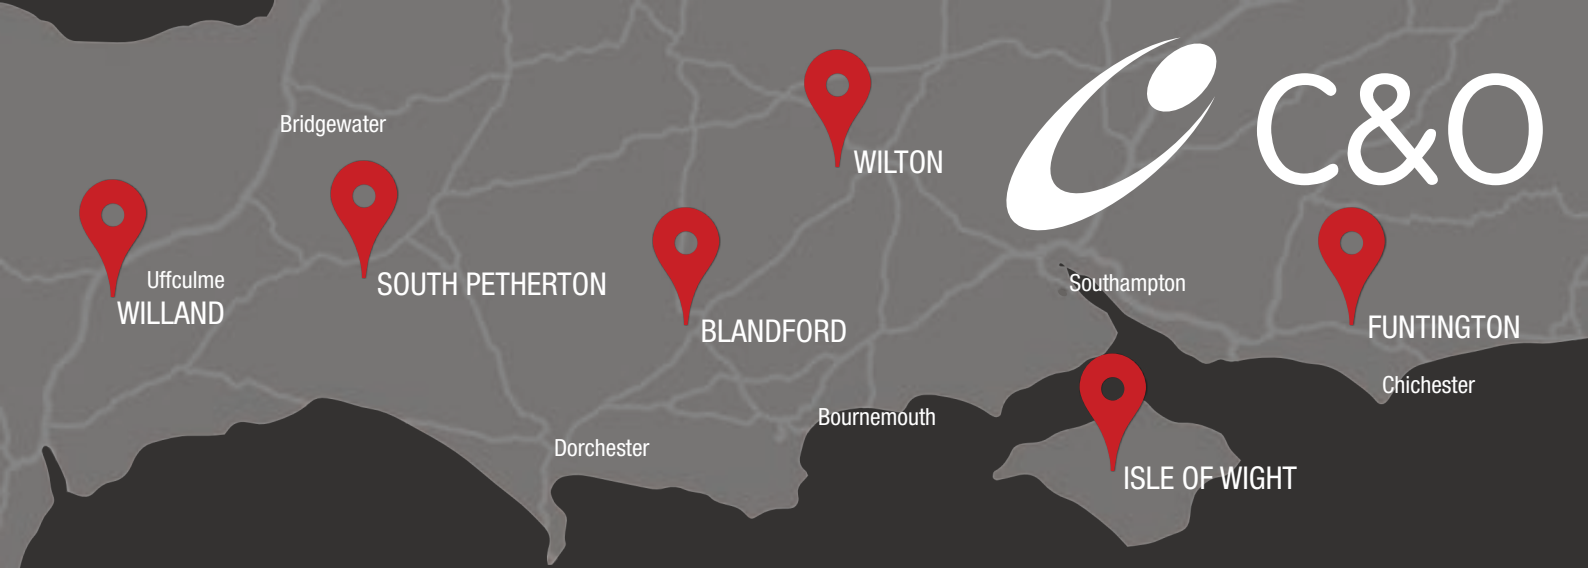 C&O
Bridgewater
WILTON
Uffculme
WILLAND
SOUTH PETHERTON
BLANDFORD
Southampton
FUNTINGTON
Chichester
Bournemouth
Dorchester
ISLE OF WIGHT